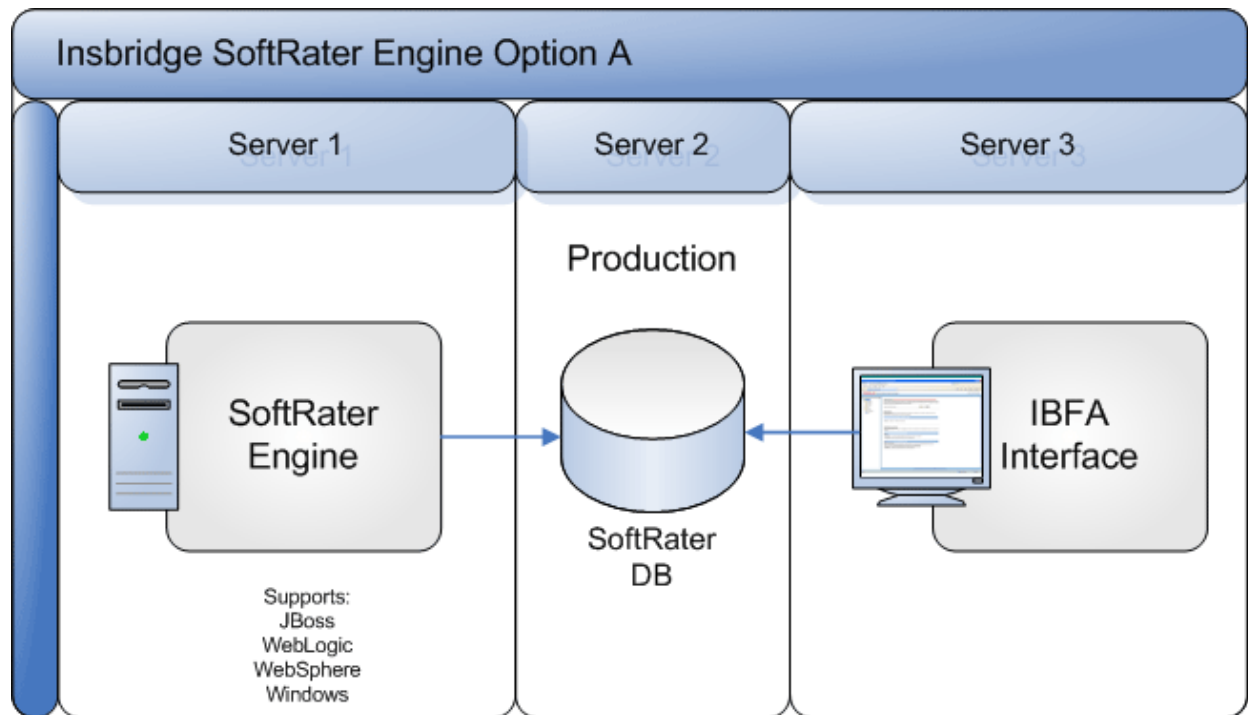 Insbridge SoftRater Engine Option A
Server 1
Server 2
Server 3
Production
SoftRater
Engine
SoftRater
DB
IBFA
Interface
Supports:
JBoss
WebLogic
WebSphere
Windows